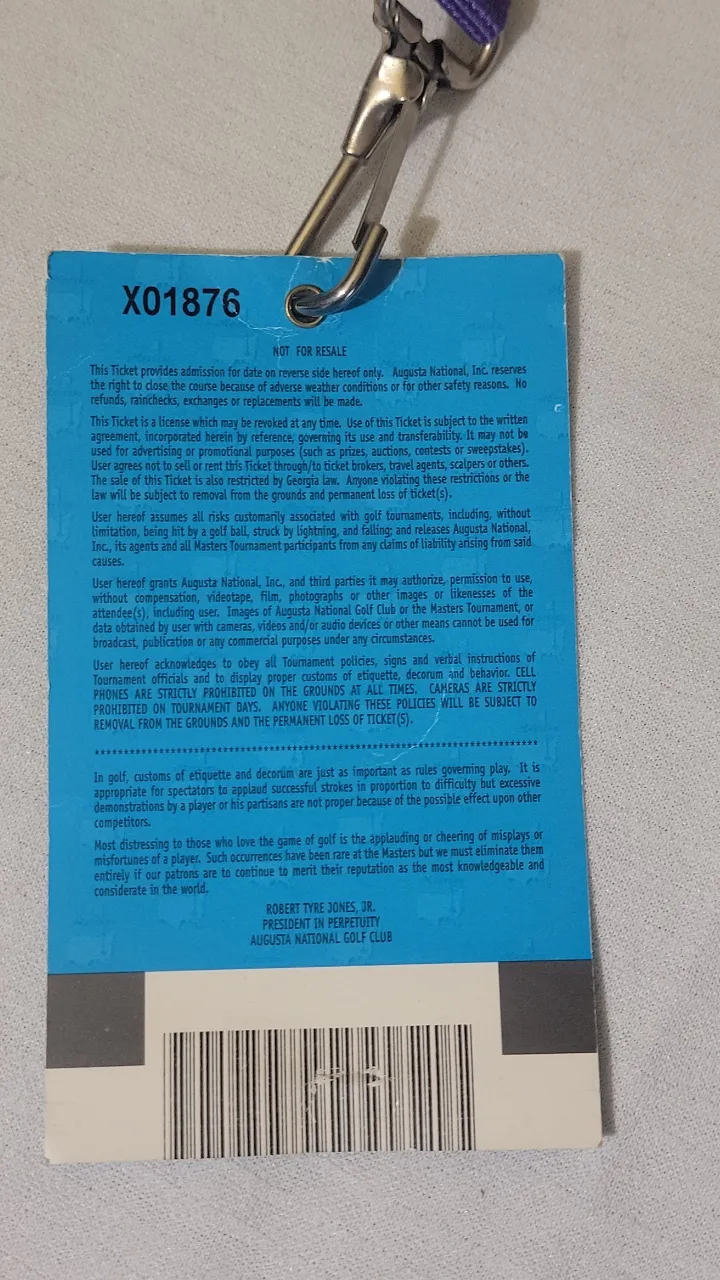 X01876
NOT FOR RESALE
This Ticket provides admission for date on reverse side hereof only. Augusta National, Inc. reserves
the right to close the course because of adverse weather conditions or for other safety reasons. No
refunds, rainchecks, exchanges or replacements will be made.
This Ticket is a license which may be revoked at any time. Use of this Ticket is subject to the written
agreement, incorporated herein by reference, governing its use and transferability. It may not be
used for advertising or promotional purposes (such as prizes, auctions, contests or sweepstakes).
User agrees not to sell or rent this Ticket through/to ticket brokers, travel agents, scalpers or others.
The sale of this Ticket is also restricted by Georgia law. Anyone violating these restrictions or the
law will be subject to removal from the grounds and permanent loss of ticket(s).
User hereof assumes all risks customarily associated with golf tournaments, including, without
limitation, being hit by a golf ball, struck by lightning, and falling; and releases Augusta National,
Inc., its agents and all Masters Tournament participants from any claims of liability arising from said
causes.
User hereof grants Augusta National, Inc., and third parties it may authorize, permission to use,
without compensation, videotape, film, photographs or other images or likenesses of the
attendee(s), including user. Images of Augusta National Golf Club or the Masters Tournament, or
data obtained by user with cameras, videos and/or audio devices or other means cannot be used for
broadcast, publication or any commercial purposes under any circumstances.
User hereof acknowledges to obey all Tournament policies, signs and verbal instructions of
Tournament officials and to display proper customs of etiquette, decorum and behavior. CELL
PHONES ARE STRICTLY PROHIBITED ON THE GROUNDS AT ALL TIMES. CAMERAS ARE STRICTLY
PROHIBITED ON TOURNAMENT DAYS. ANYONE VIOLATING THESE POLICIES WILL BE SUBJECT TO
REMOVAL FROM THE GROUNDS AND THE PERMANENT LOSS OF TICKET(S).
In golf, customs of etiquette and decorum are just as important as rules governing play. It is
appropriate for spectators to applaud successful strokes in proportion to difficulty but excessive
demonstrations by a player or his partisans are not proper because of the possible effect upon other
competitors.
Most distressing to those who love the game of golf is the applauding or cheering of misplays or
misfortunes of a player. Such occurrences have been rare at the Masters but we must eliminate them
entirely if our patrons are to continue to merit their reputation as the most knowledgeable and
considerate in the world.
ROBERT TYRE JONES, JR.
PRESIDENT IN PERPETUITY
AUGUSTA NATIONAL GOLF CLUB